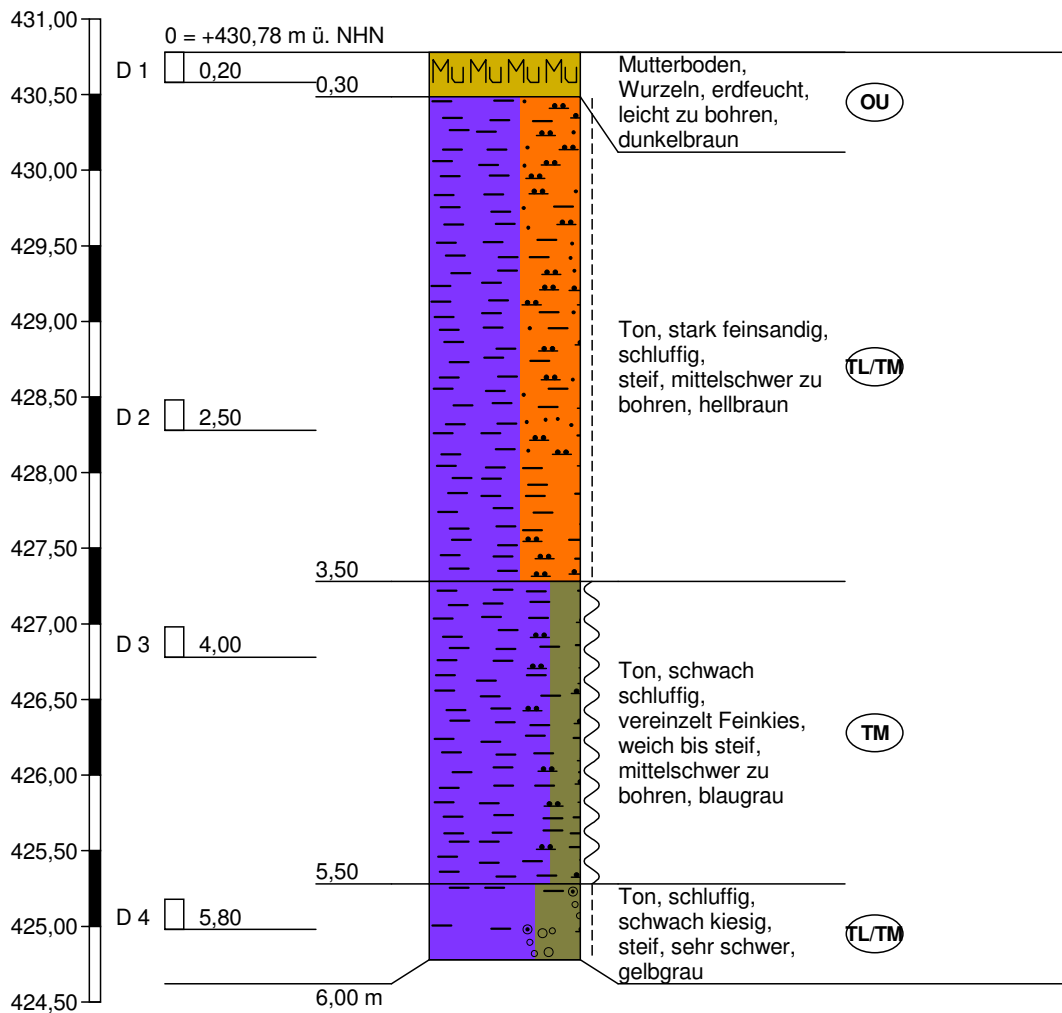 431,00
0 = +430,78 m ü. NHN
D 1
0,20
0,30
Mu Mu Mu Mu
Mutterboden,
Wurzeln, erdfeucht,
leicht zu bohren,
dunkelbraun
OU
430,50
430,00
429,50
429,00
Ton, stark feinsandig,
schluffig,
steif, mittelschwer zu
bohren, hellbraun
TL/TM
428,50
D 2
2,50
428,00
427,50
3,50
427,00
D 3
4,00
Ton, schwach
schluffig,
vereinzelt Feinkies,
weich bis steif,
mittelschwer zu
bohren, blaugrau
TM
426,50
426,00
425,50
5,50
D 4
5,80
Ton, schluffig,
schwach kiesig,
steif, sehr schwer,
gelbgrau
TL/TM
425,00
6,00 m
424,50